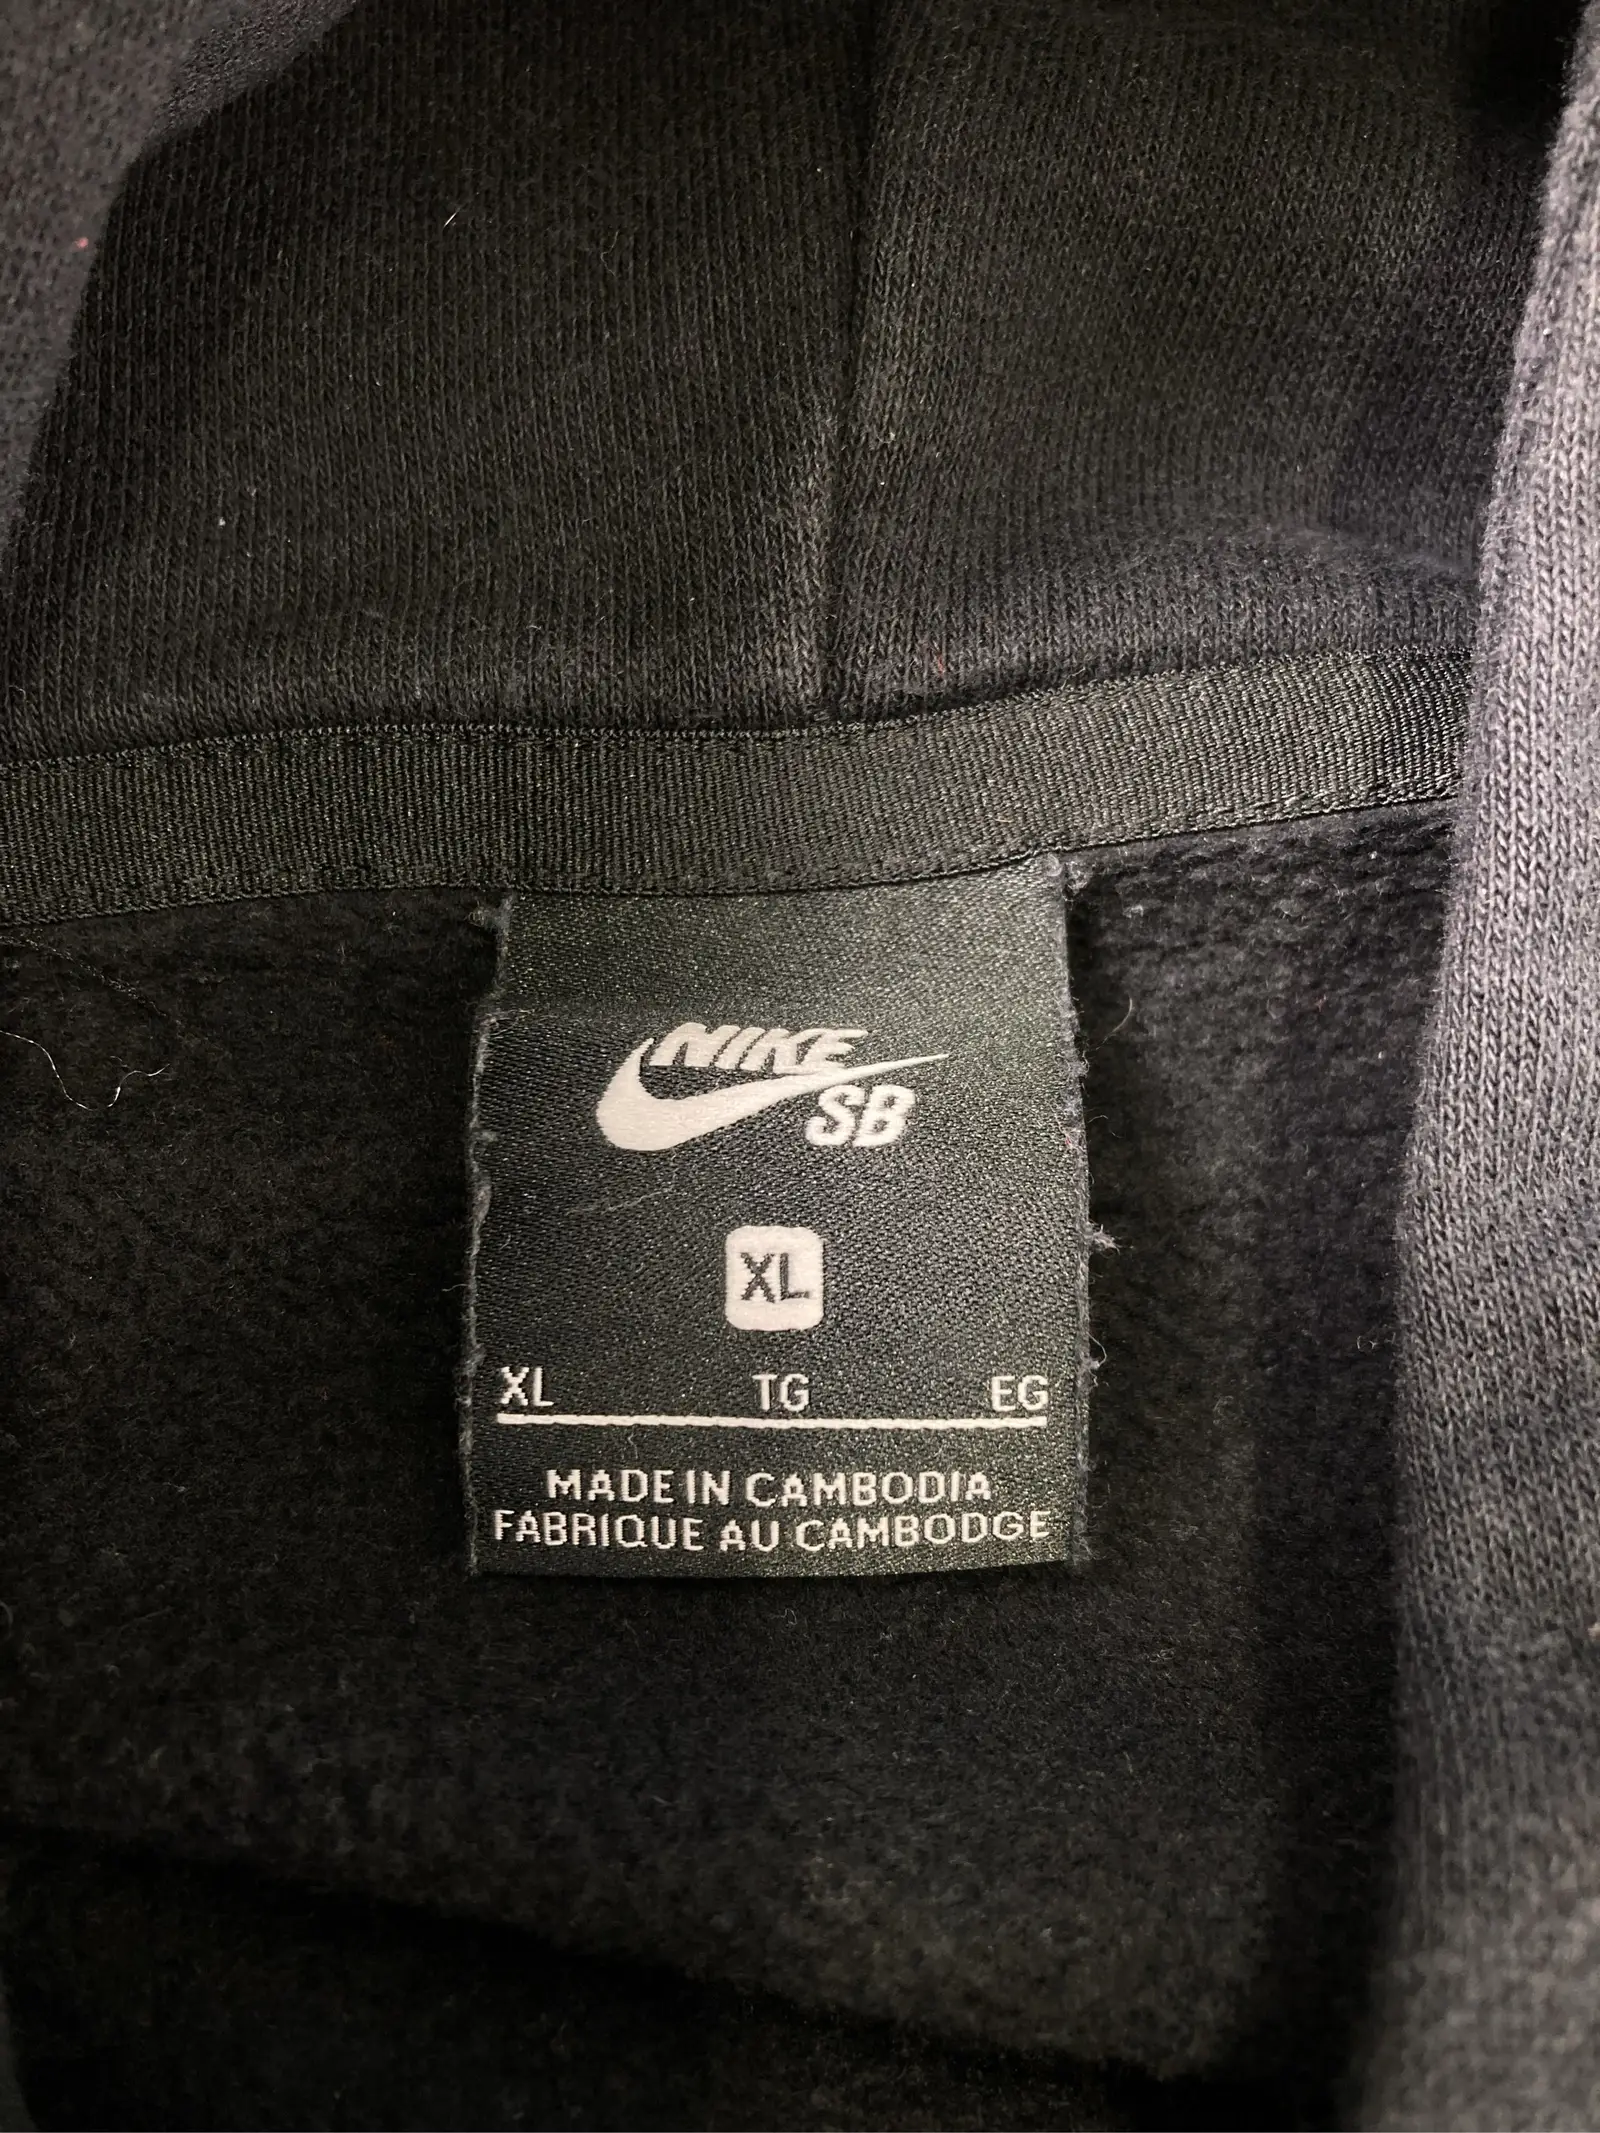 NIKE
SB
XL
XL TG EG
MADE IN CAMBODIA
FABRIQUE AU CAMBODGE